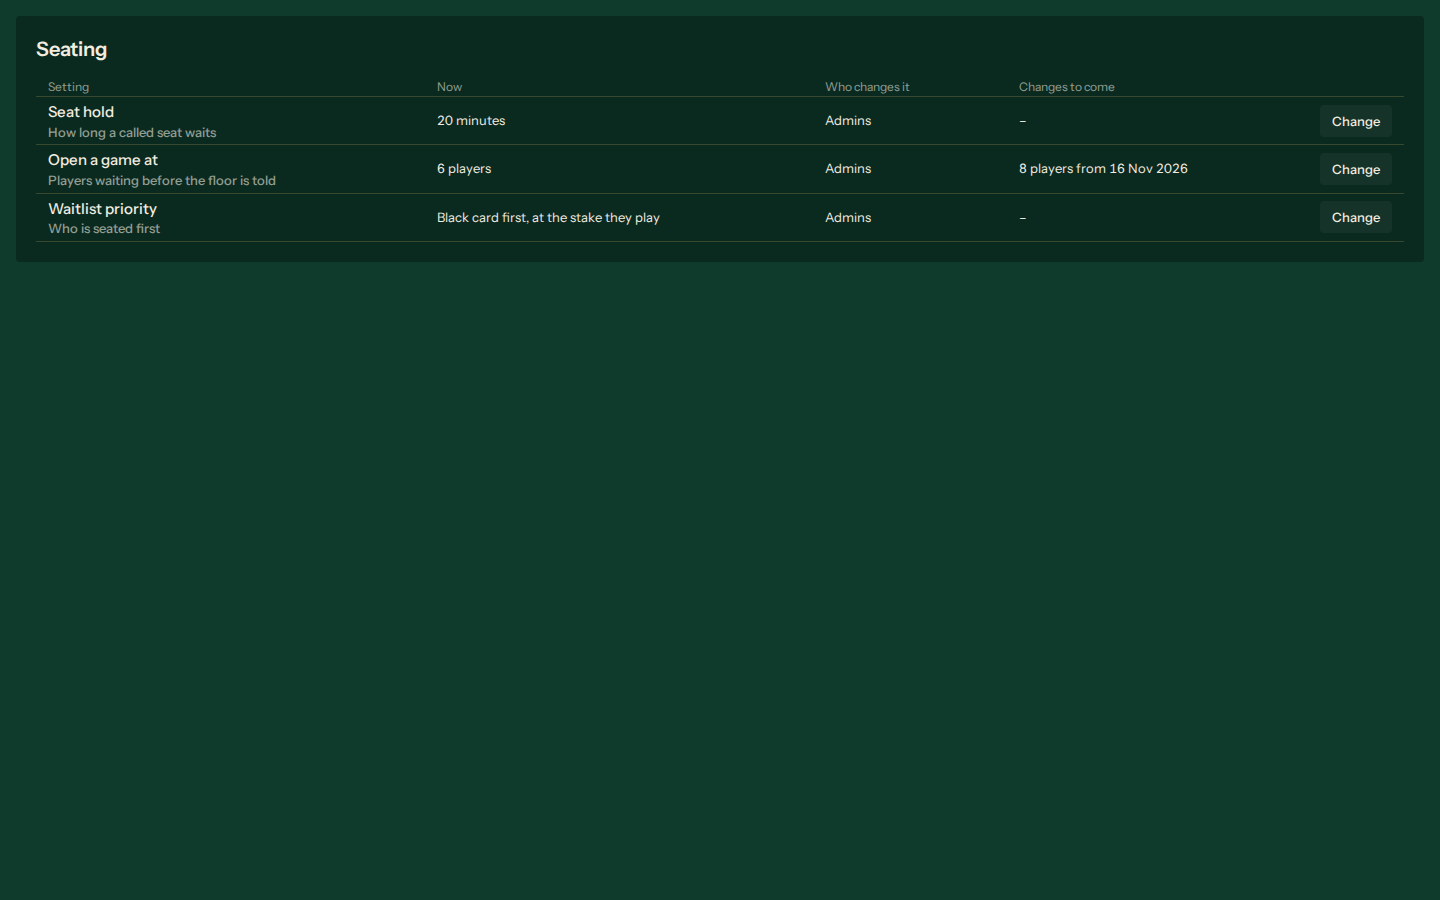 Seating
Setting Now Who changes it Changes to come
Seat hold
How long a called seat waits
20 minutes Admins – Change
Open a game at
Players waiting before the floor is told
6 players Admins 8 players from 16 Nov 2026 Change
Waitlist priority
Who is seated first
Black card first, at the stake they play Admins – Change